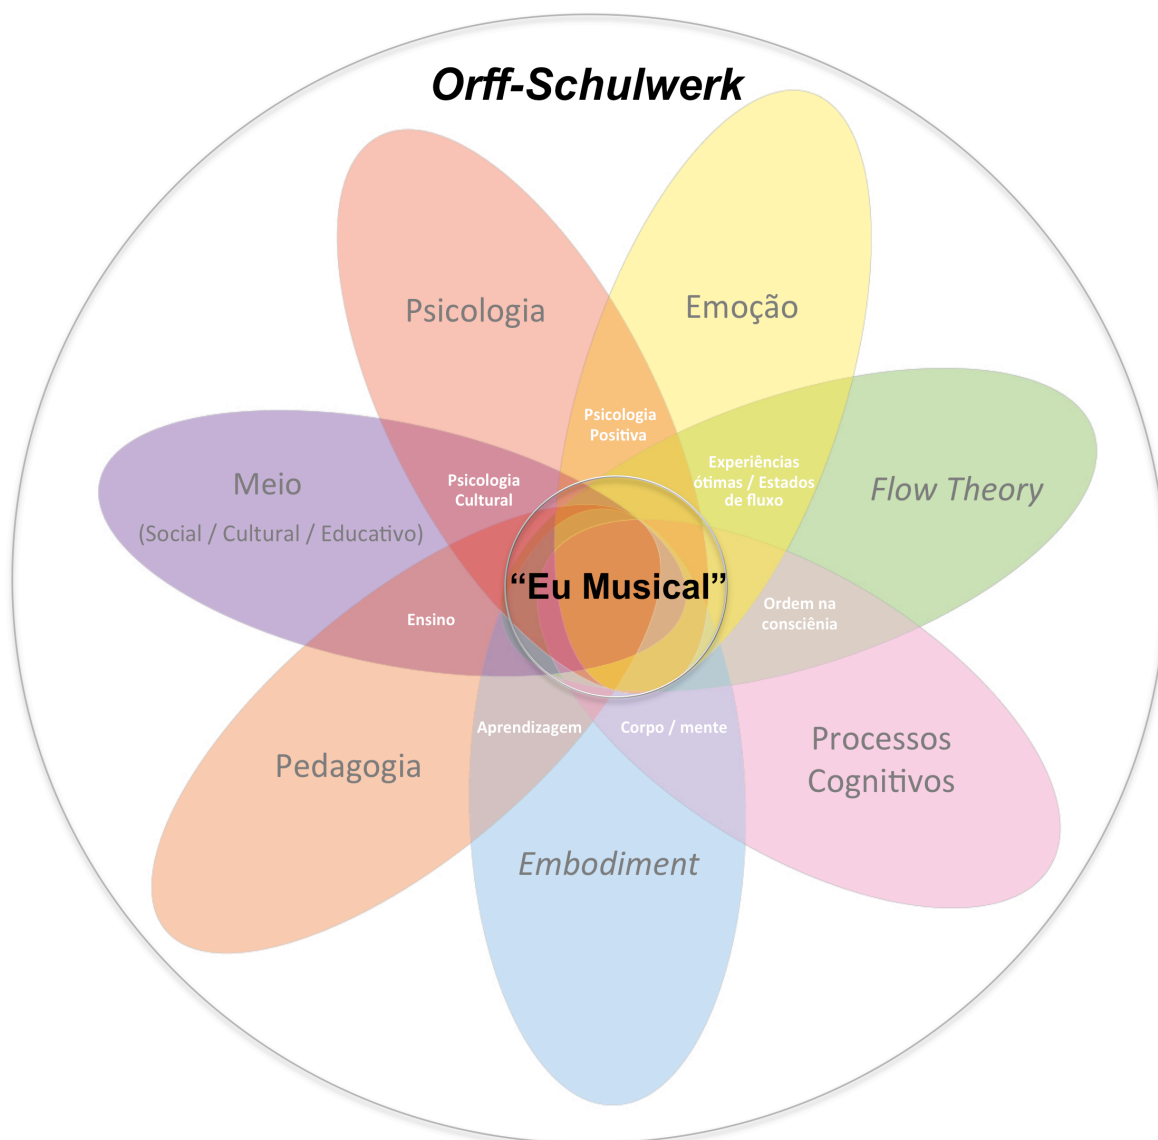 Orff-Schulwerk
Psicologia
Emoção
Psicologia
Positiva
Experiências
ótimas / Estados
de fluxo
Flow Theory
Meio
(Social / Cultural / Educativo)
Psicologia
Cultural
“Eu Musical”
Ensino
Ordem na
consciênia
Aprendizagem
Corpo / mente
Pedagogia
Processos
Cognitivos
Embodiment